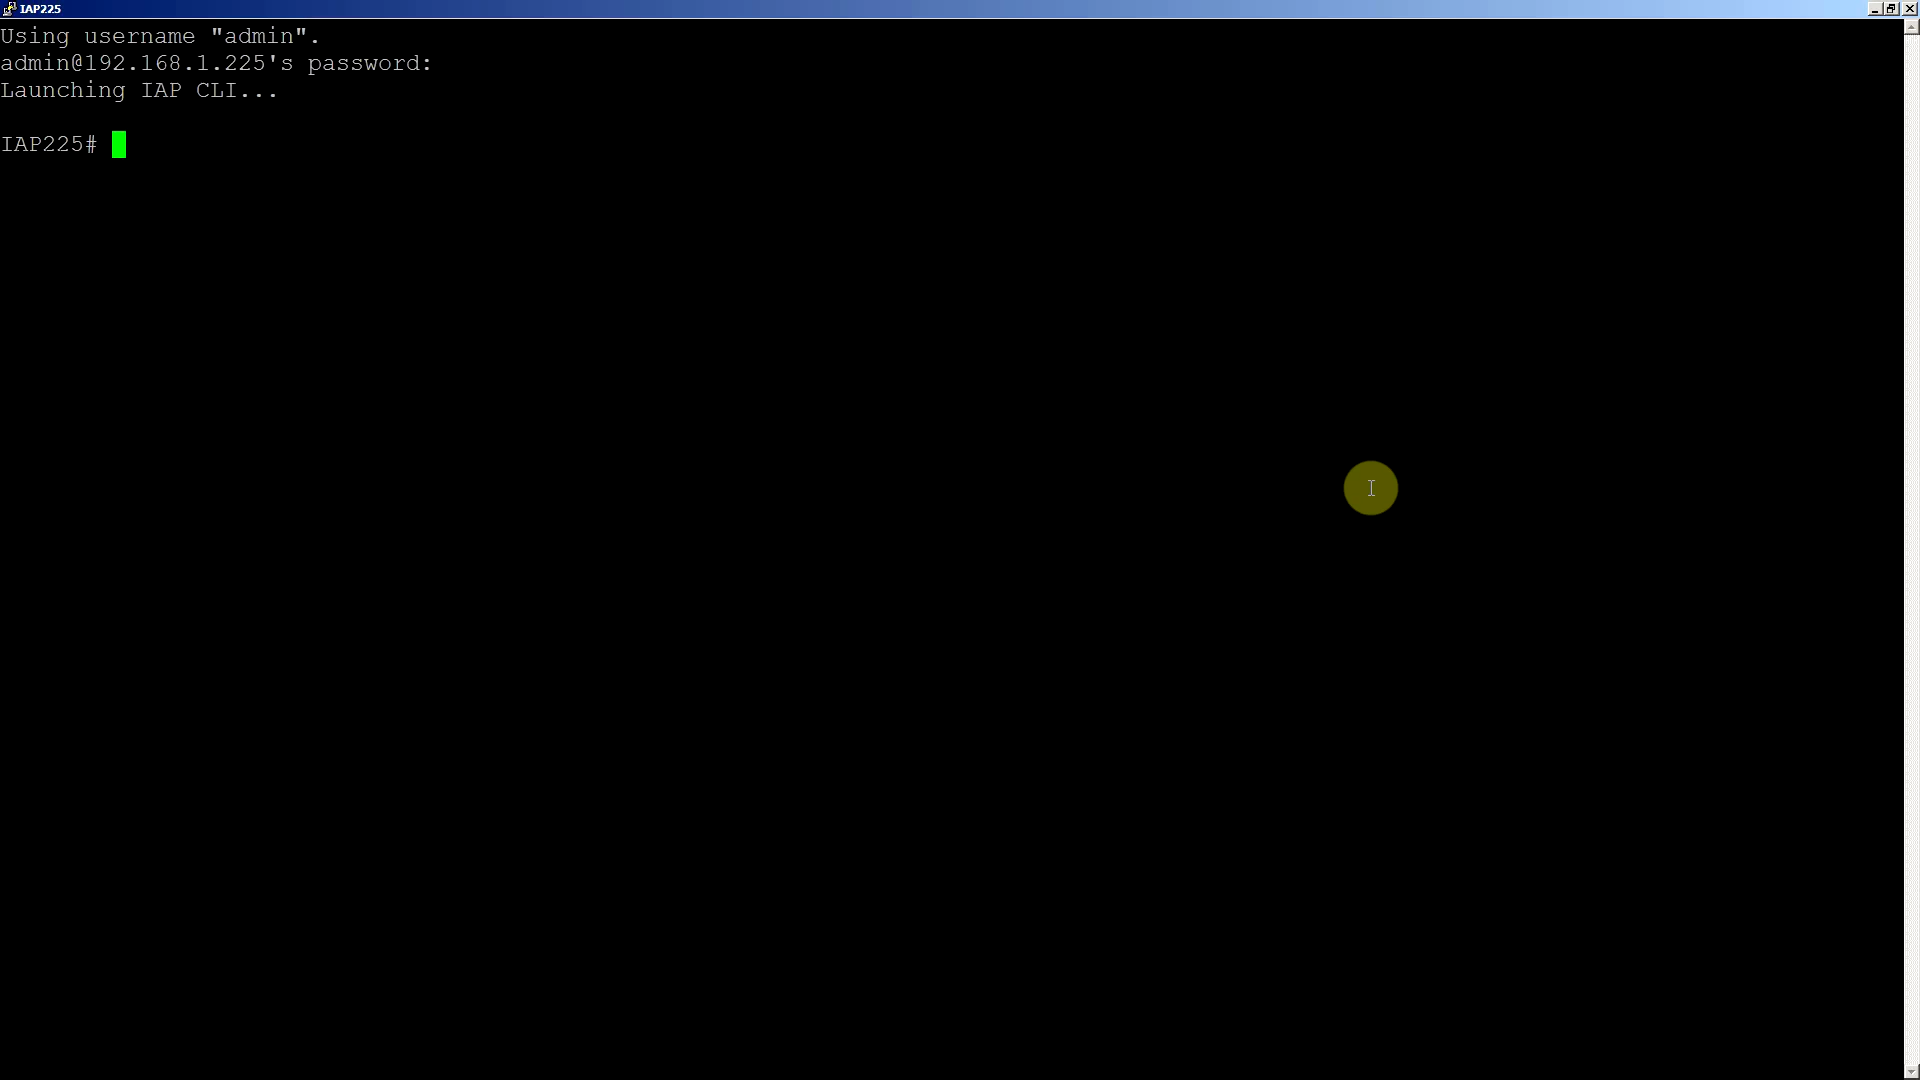 IAP225
Using username "admin".
admin@192.168.1.225's password:
Launching IAP CLI...
IAP225#